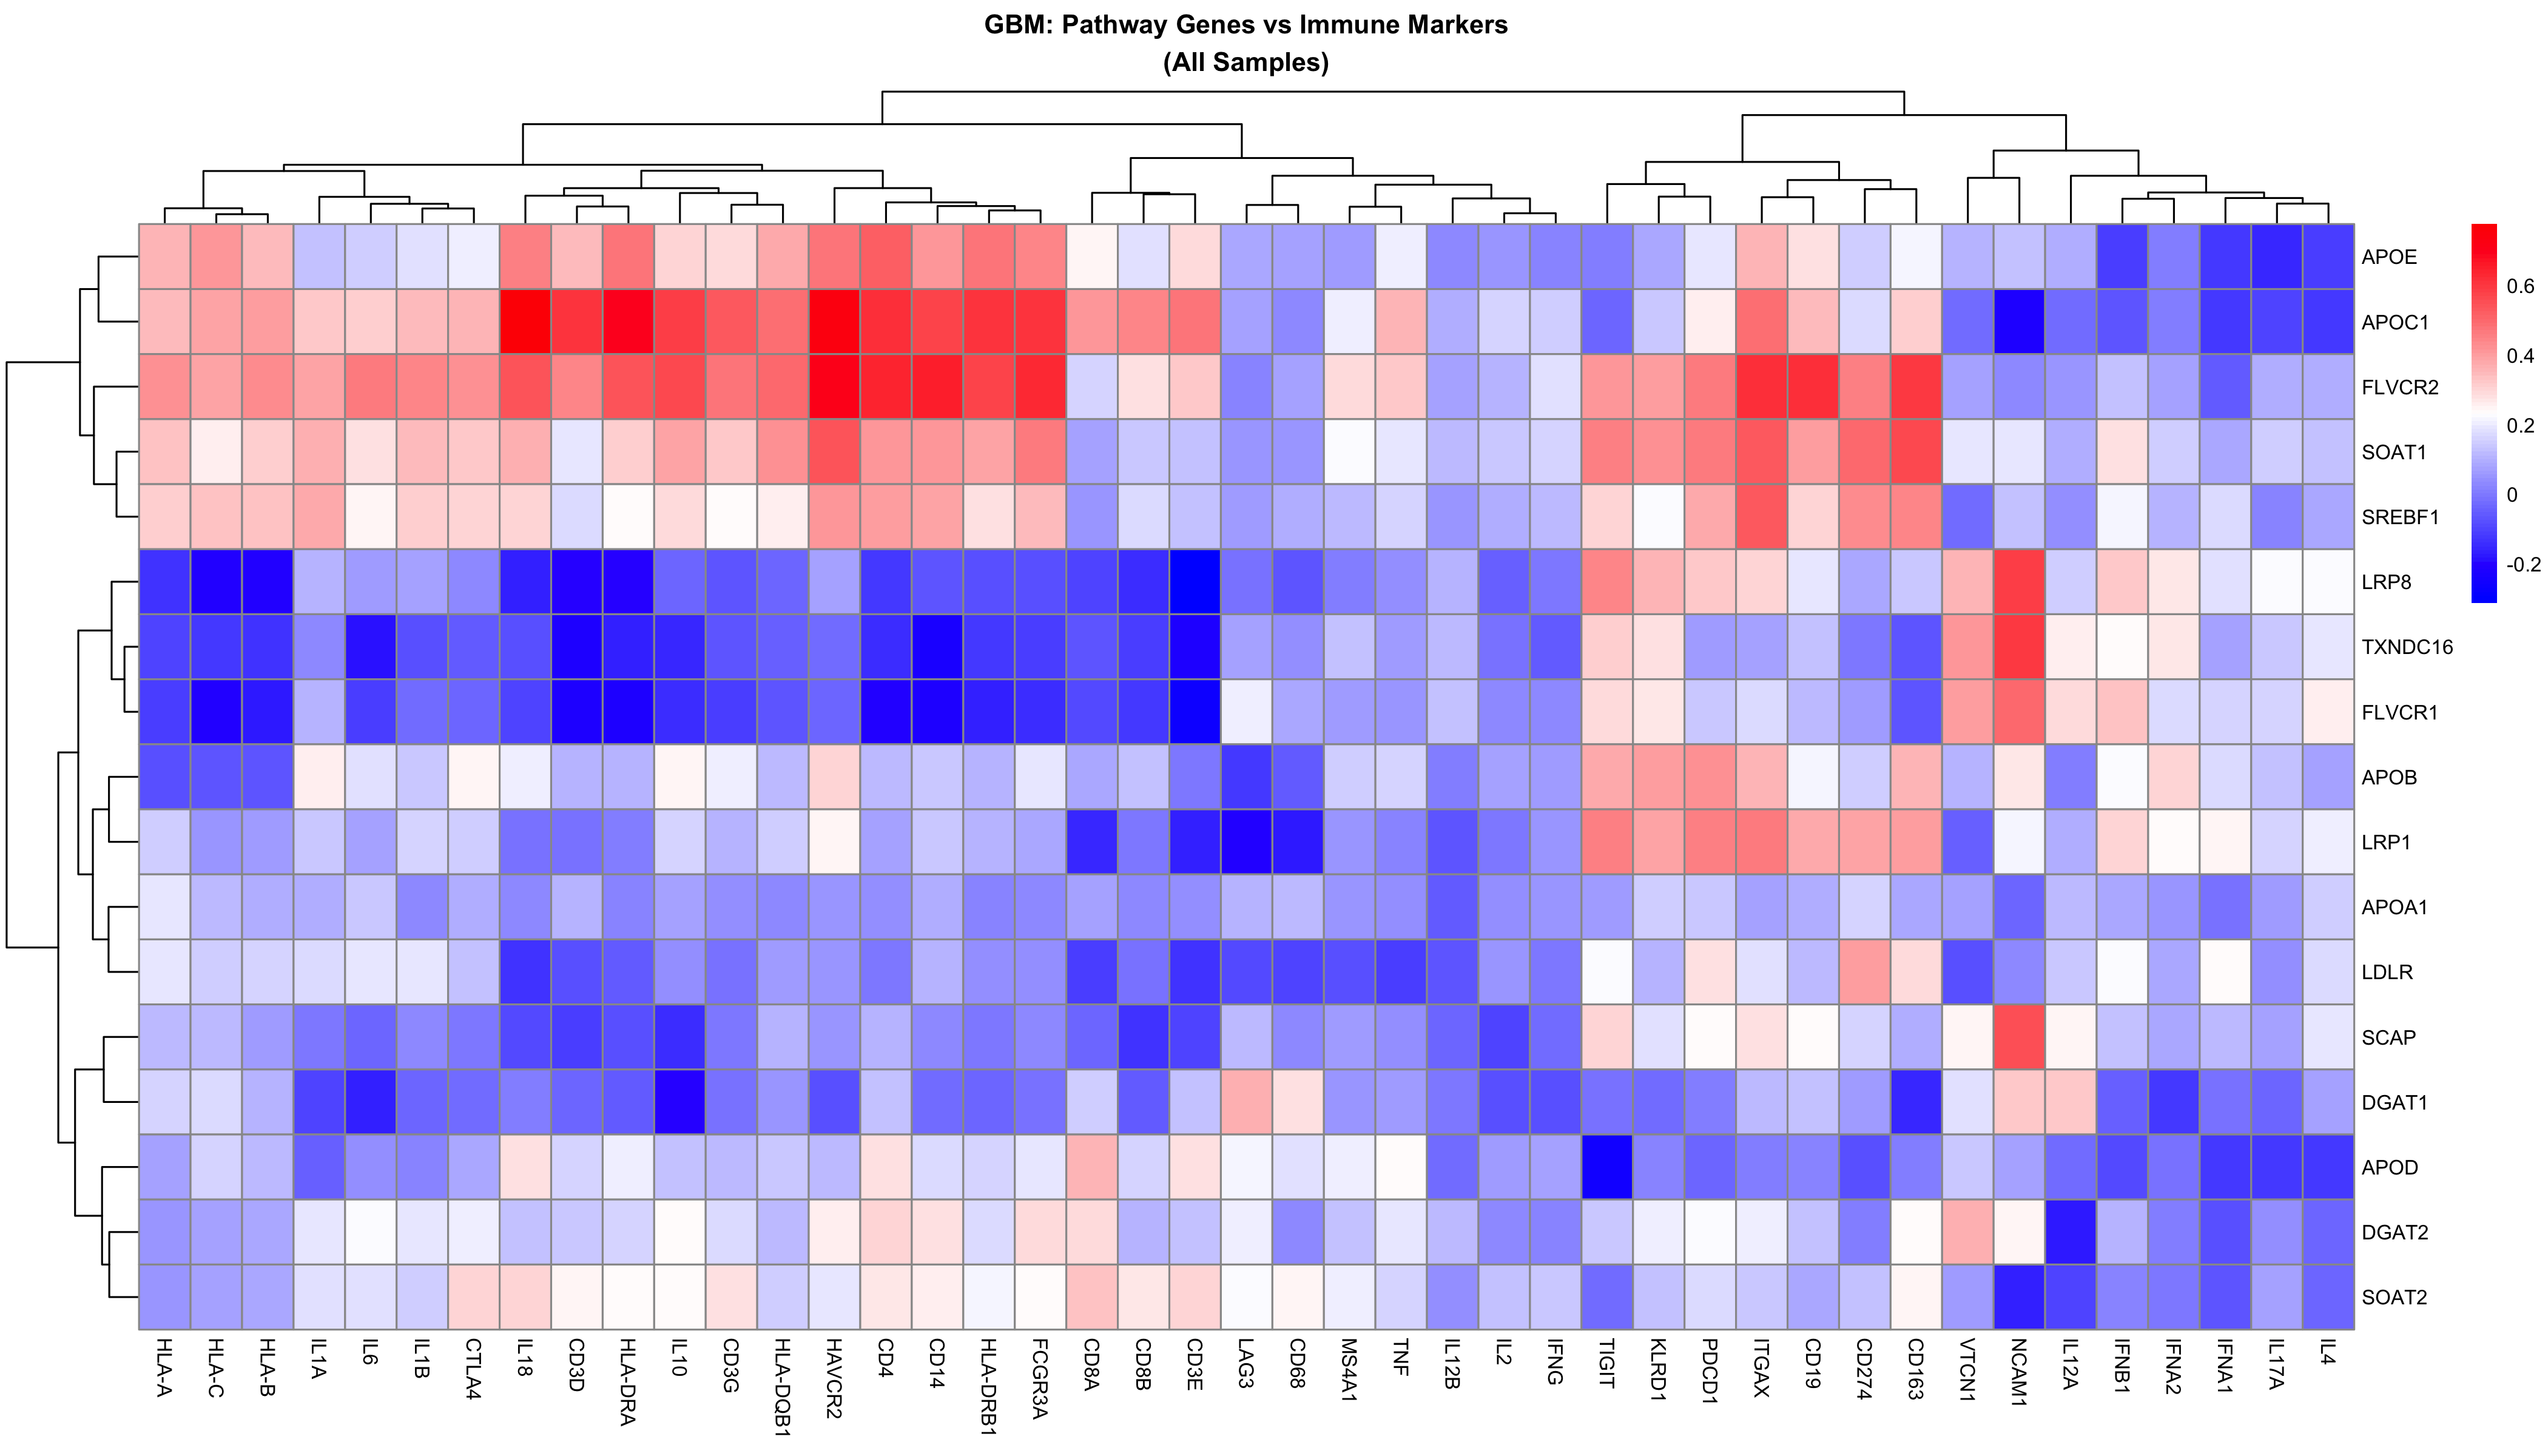 GBM: Pathway Genes vs Immune Markers
(All Samples)
APOE
APOC1
FLVCR2
SOAT1
SREBF1
LRP8
TXNDC16
FLVCR1
APOB
LRP1
APOA1
LDLR
SCAP
DGAT1
APOD
DGAT2
SOAT2
0.6
0.4
0.2
0
-0.2
HLA-A
HLA-C
HLA-B
IL1A
IL6
IL1B
CTLA4
IL18
CD3D
HLA-DRA
IL10
CD3G
HLA-DQB1
HAVCR2
CD4
CD14
HLA-DRB1
FCGR3A
CD8A
CD8B
CD3E
LAG3
CD68
MS4A1
TNF
IL12B
IL2
IFNG
TIGIT
KLRD1
PDCD1
ITGAX
CD19
CD274
CD163
VTCN1
NCAM1
IL12A
IFNB1
IFNA2
IFNA1
IL17A
IL4